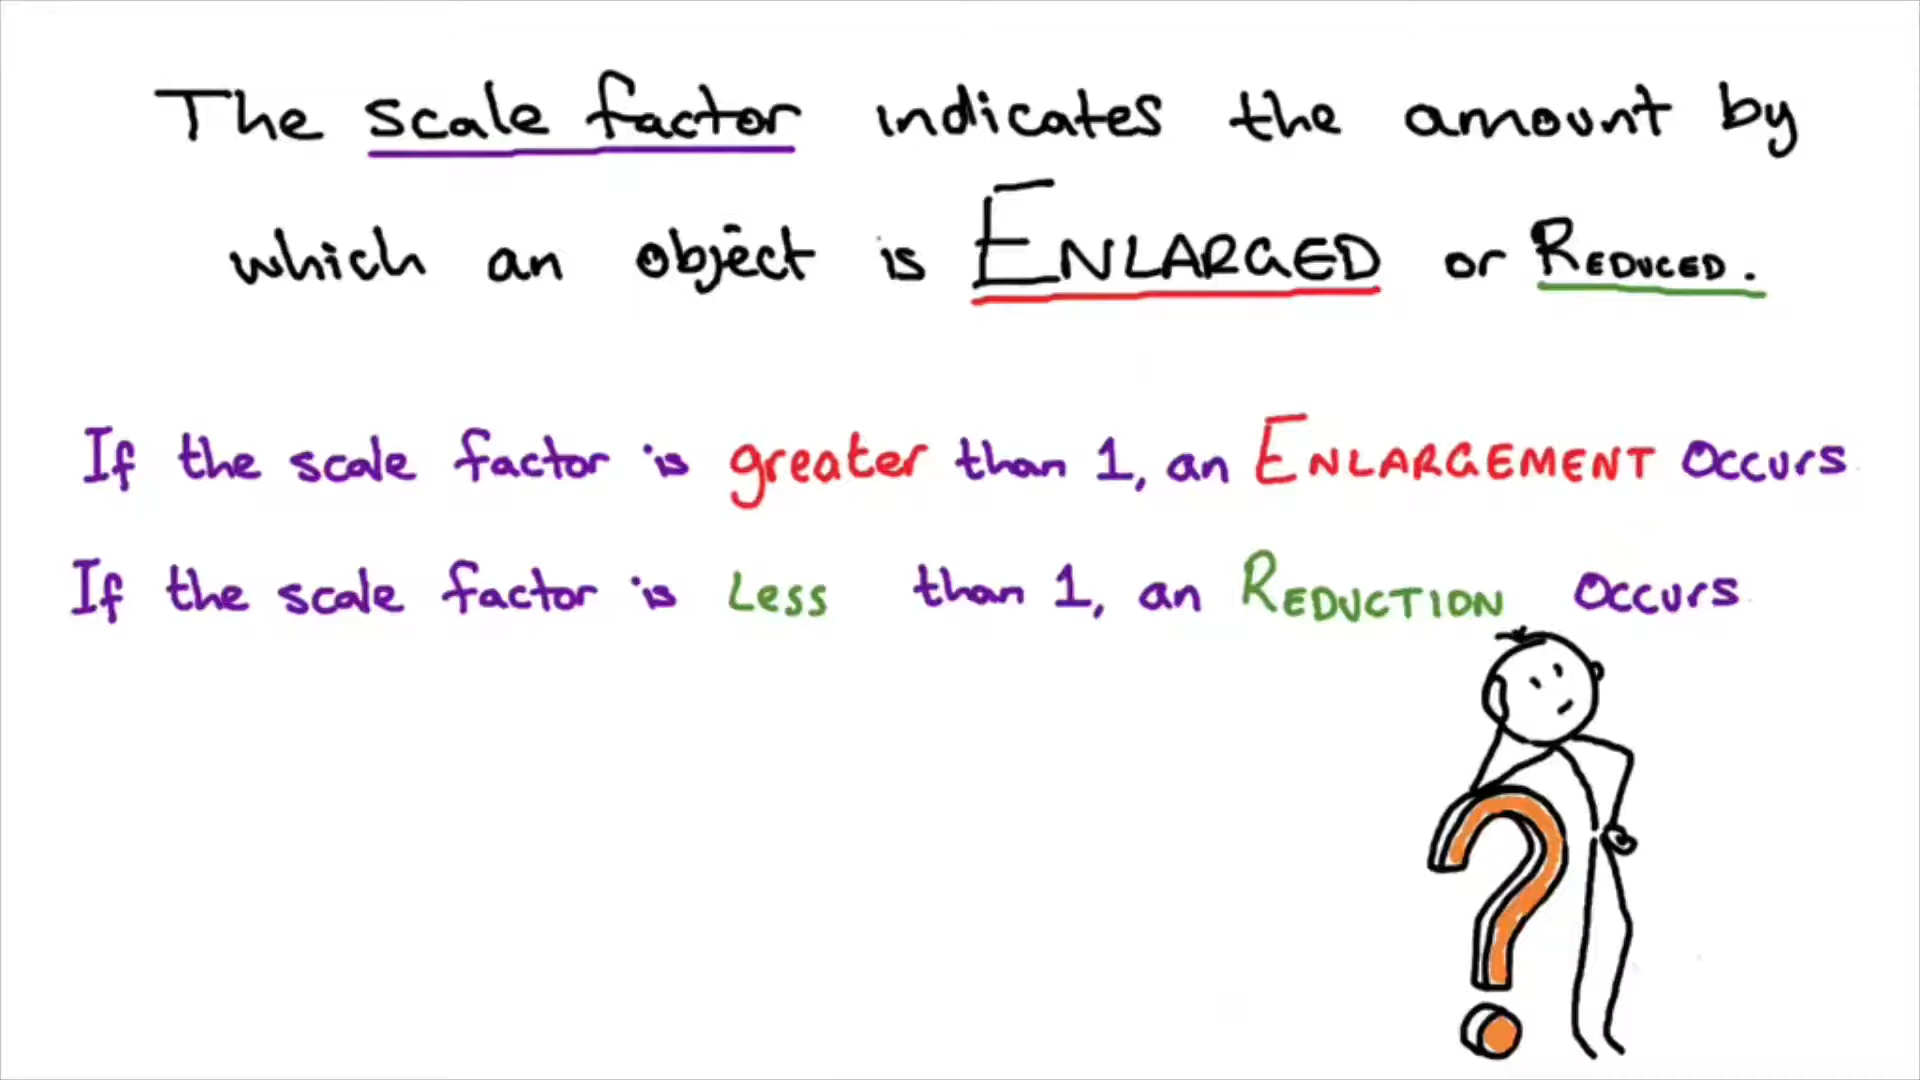 The scale factor indicates the amount by
which an object is ENLARGED or REDUCED.
If the scale factor is greater than 1, an ENLARGEMENT Occurs
If the scale factor is Less than 1, an REDUCTION Occurs
?